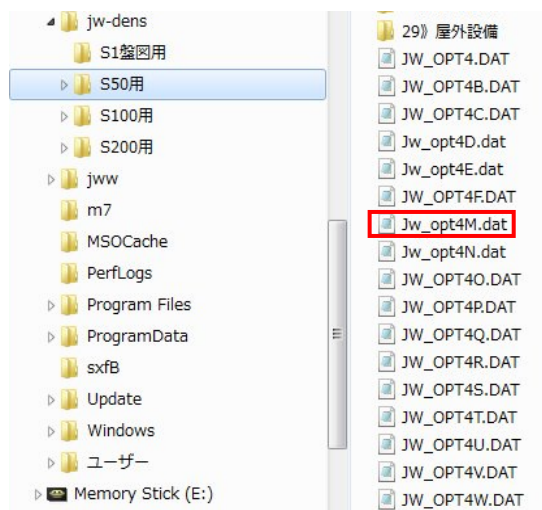 jw-dens
S1盤図用
S50用
S100用
S200用
jww
m7
MSOCache
PerfLogs
Program Files
ProgramData
sxfB
Update
Windows
ユーザー
Memory Stick (E:)
29》屋外設備
JW_OPT4.DAT
JW_OPT4B.DAT
JW_OPT4C.DAT
Jw_opt4D.dat
Jw_opt4E.dat
JW_OPT4F.DAT
Jw_opt4M.dat
Jw_opt4N.dat
JW_OPT4O.DAT
JW_OPT4P.DAT
JW_OPT4Q.DAT
JW_OPT4R.DAT
JW_OPT4S.DAT
JW_OPT4T.DAT
JW_OPT4U.DAT
JW_OPT4V.DAT
JW_OPT4W.DAT